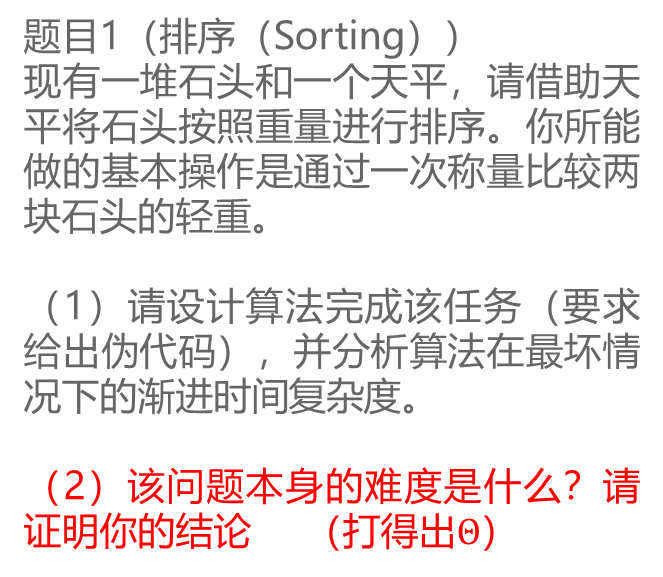 题目1（排序（Sorting））
现有一堆石头和一个天平，请借助天
平将石头按照重量进行排序。你所能
做的基本操作是通过一次称量比较两
块石头的轻重。
（1）请设计算法完成该任务（要求
给出伪代码），并分析算法在最坏情
况下的渐进时间复杂度。
（2）该问题本身的难度是什么？请
证明你的结论 （打得出Θ）